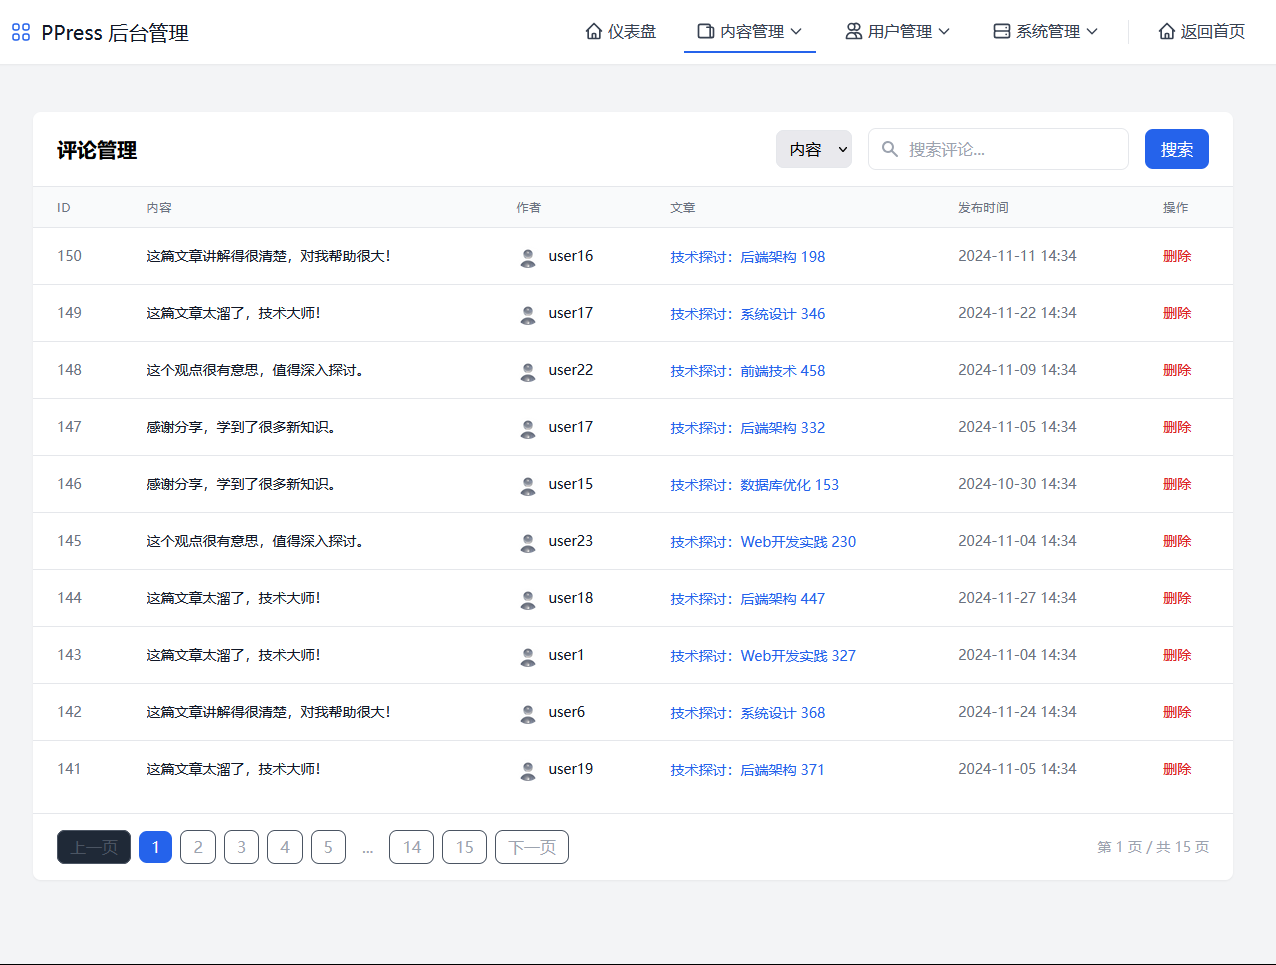 PPress 后台管理 仪表盘 内容管理 用户管理 系统管理 返回首页
评论管理 内容 搜索评论... 搜索
ID 内容 作者 文章 发布时间 操作
150 这篇文章讲解得很清楚，对我帮助很大！ user16 技术探讨：后端架构 198 2024-11-11 14:34 删除
149 这篇文章太溜了，技术大师！ user17 技术探讨：系统设计 346 2024-11-22 14:34 删除
148 这个观点很有意思，值得深入探讨。 user22 技术探讨：前端技术 458 2024-11-09 14:34 删除
147 感谢分享，学到了很多新知识。 user17 技术探讨：后端架构 332 2024-11-05 14:34 删除
146 感谢分享，学到了很多新知识。 user15 技术探讨：数据库优化 153 2024-10-30 14:34 删除
145 这个观点很有意思，值得深入探讨。 user23 技术探讨：Web开发实践 230 2024-11-04 14:34 删除
144 这篇文章太溜了，技术大师！ user18 技术探讨：后端架构 447 2024-11-27 14:34 删除
143 这篇文章太溜了，技术大师！ user1 技术探讨：Web开发实践 327 2024-11-04 14:34 删除
142 这篇文章讲解得很清楚，对我帮助很大！ user6 技术探讨：系统设计 368 2024-11-24 14:34 删除
141 这篇文章太溜了，技术大师！ user19 技术探讨：后端架构 371 2024-11-05 14:34 删除
上一页 1 2 3 4 5 ... 14 15 下一页 第 1 页 / 共 15 页